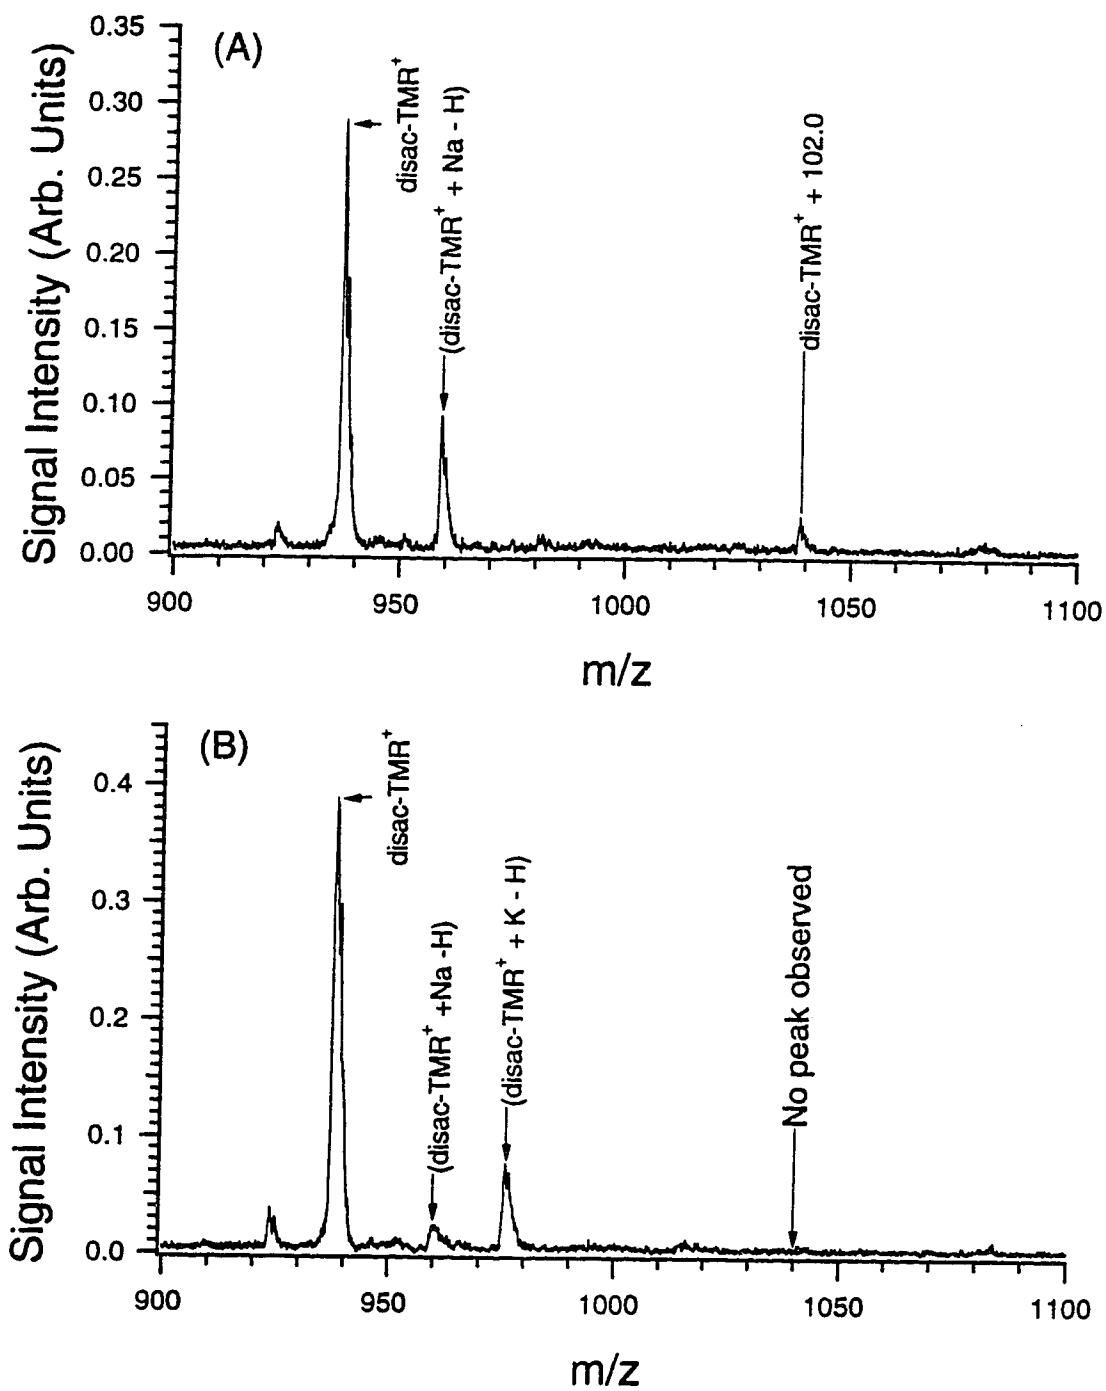 (A)
Signal Intensity (Arb. Units)
0.35
0.30
0.25
0.20
0.15
0.10
0.05
0.00
disac-TMR⁺
(disac-TMR⁺ + Na - H)
disac-TMR⁺ + 102.0
900
950
1000
1050
1100
m/z
(B)
Signal Intensity (Arb. Units)
0.4
0.3
0.2
0.1
0.0
disac-TMR⁺
(disac-TMR⁺ +Na -H)
(disac-TMR⁺ + K - H)
No peak observed
900
950
1000
1050
1100
m/z